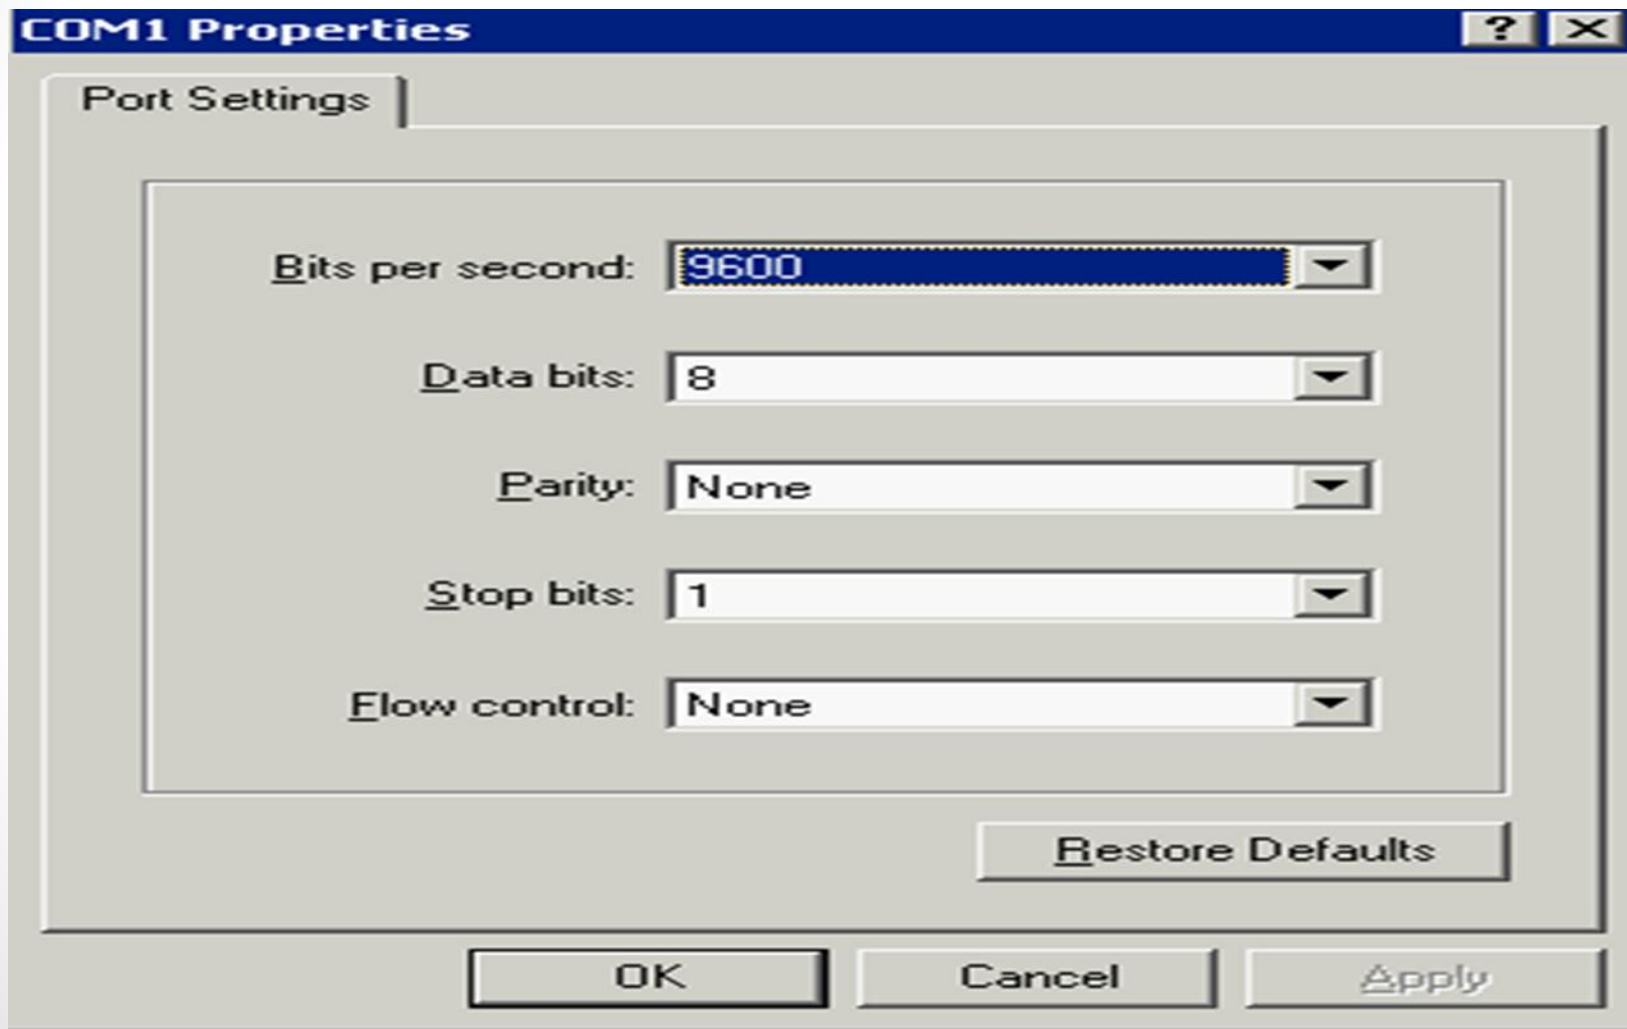 COM1 Properties ?
Port Settings
Bits per second: 9600
Data bits: 8
Parity: None
Stop bits: 1
Flow control: None
Restore Defaults
OK Cancel Apply